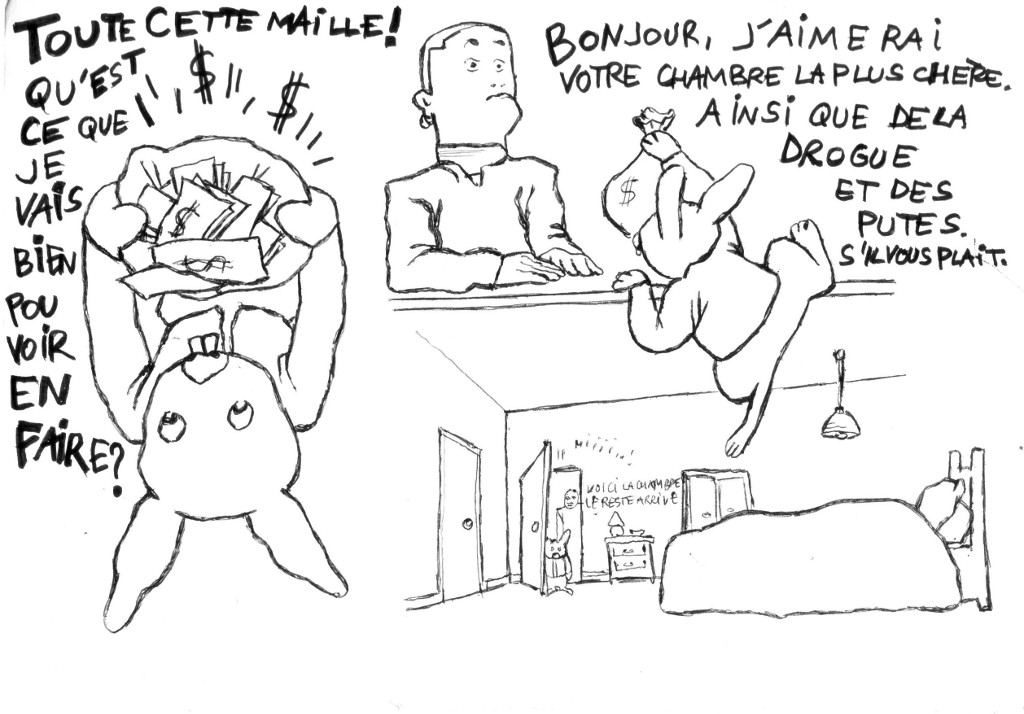 TOUTE CETTE MAILLE!
QU'EST
CE QUE
JE
VAIS
BIEN
POU
VOIR
EN
FAIRE?
$
$
$
$
BONJOUR, J'AIMERAI
VOTRE CHAMBRE LA PLUS CHERE.
AINSI QUE DE LA
DROGUE
ET DES
PUTES.
S'IL VOUS PLAIT.
$
VOICI LA CHAMBRE
LE RESTE ARRIVE